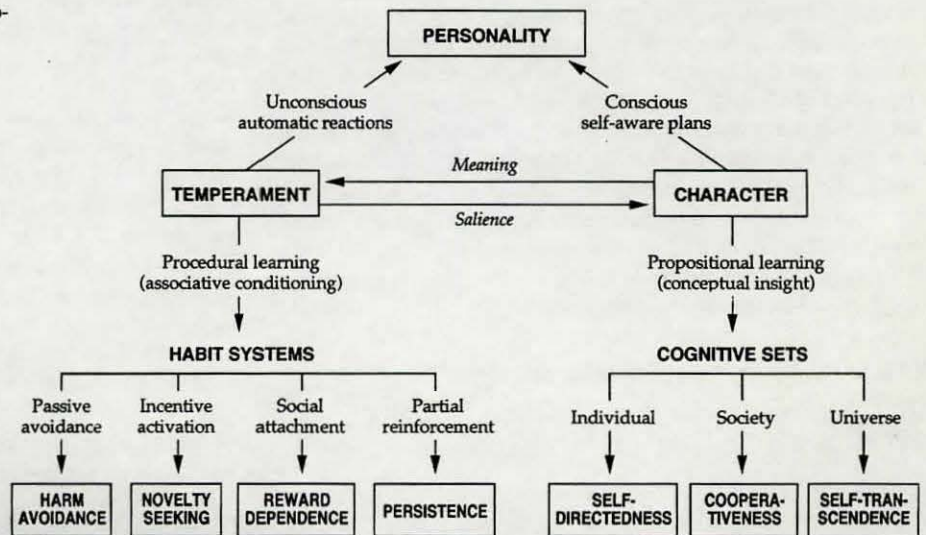 PERSONALITY
Unconscious
automatic reactions
Conscious
self-aware plans
Meaning
TEMPERAMENT
CHARACTER
Salience
Procedural learning
(associative conditioning)
Propositional learning
(conceptual insight)
HABIT SYSTEMS
COGNITIVE SETS
Passive
avoidance
Incentive
activation
Social
attachment
Partial
reinforcement
Individual
Society
Universe
HARM
AVOIDANCE
NOVELTY
SEEKING
REWARD
DEPENDENCE
PERSISTENCE
SELF-
DIRECTEDNESS
COOPERA-
TIVENESS
SELF-TRAN-
SCENDENCE